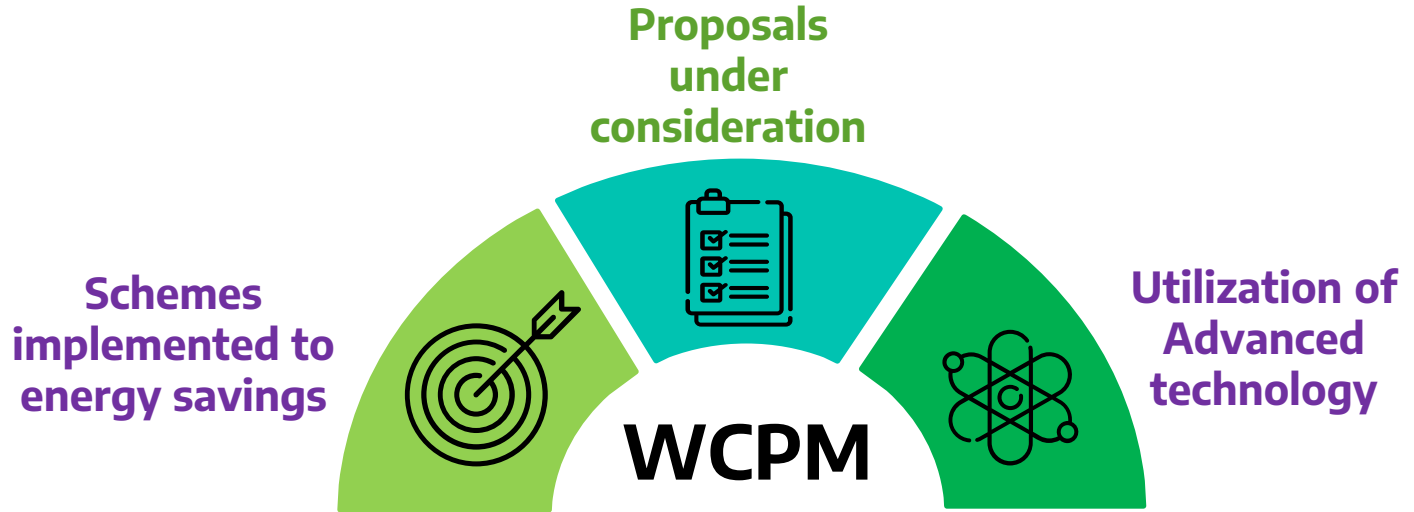 Proposals
under
consideration
Schemes
implemented to
energy savings
Utilization of
Advanced
technology
WCPM